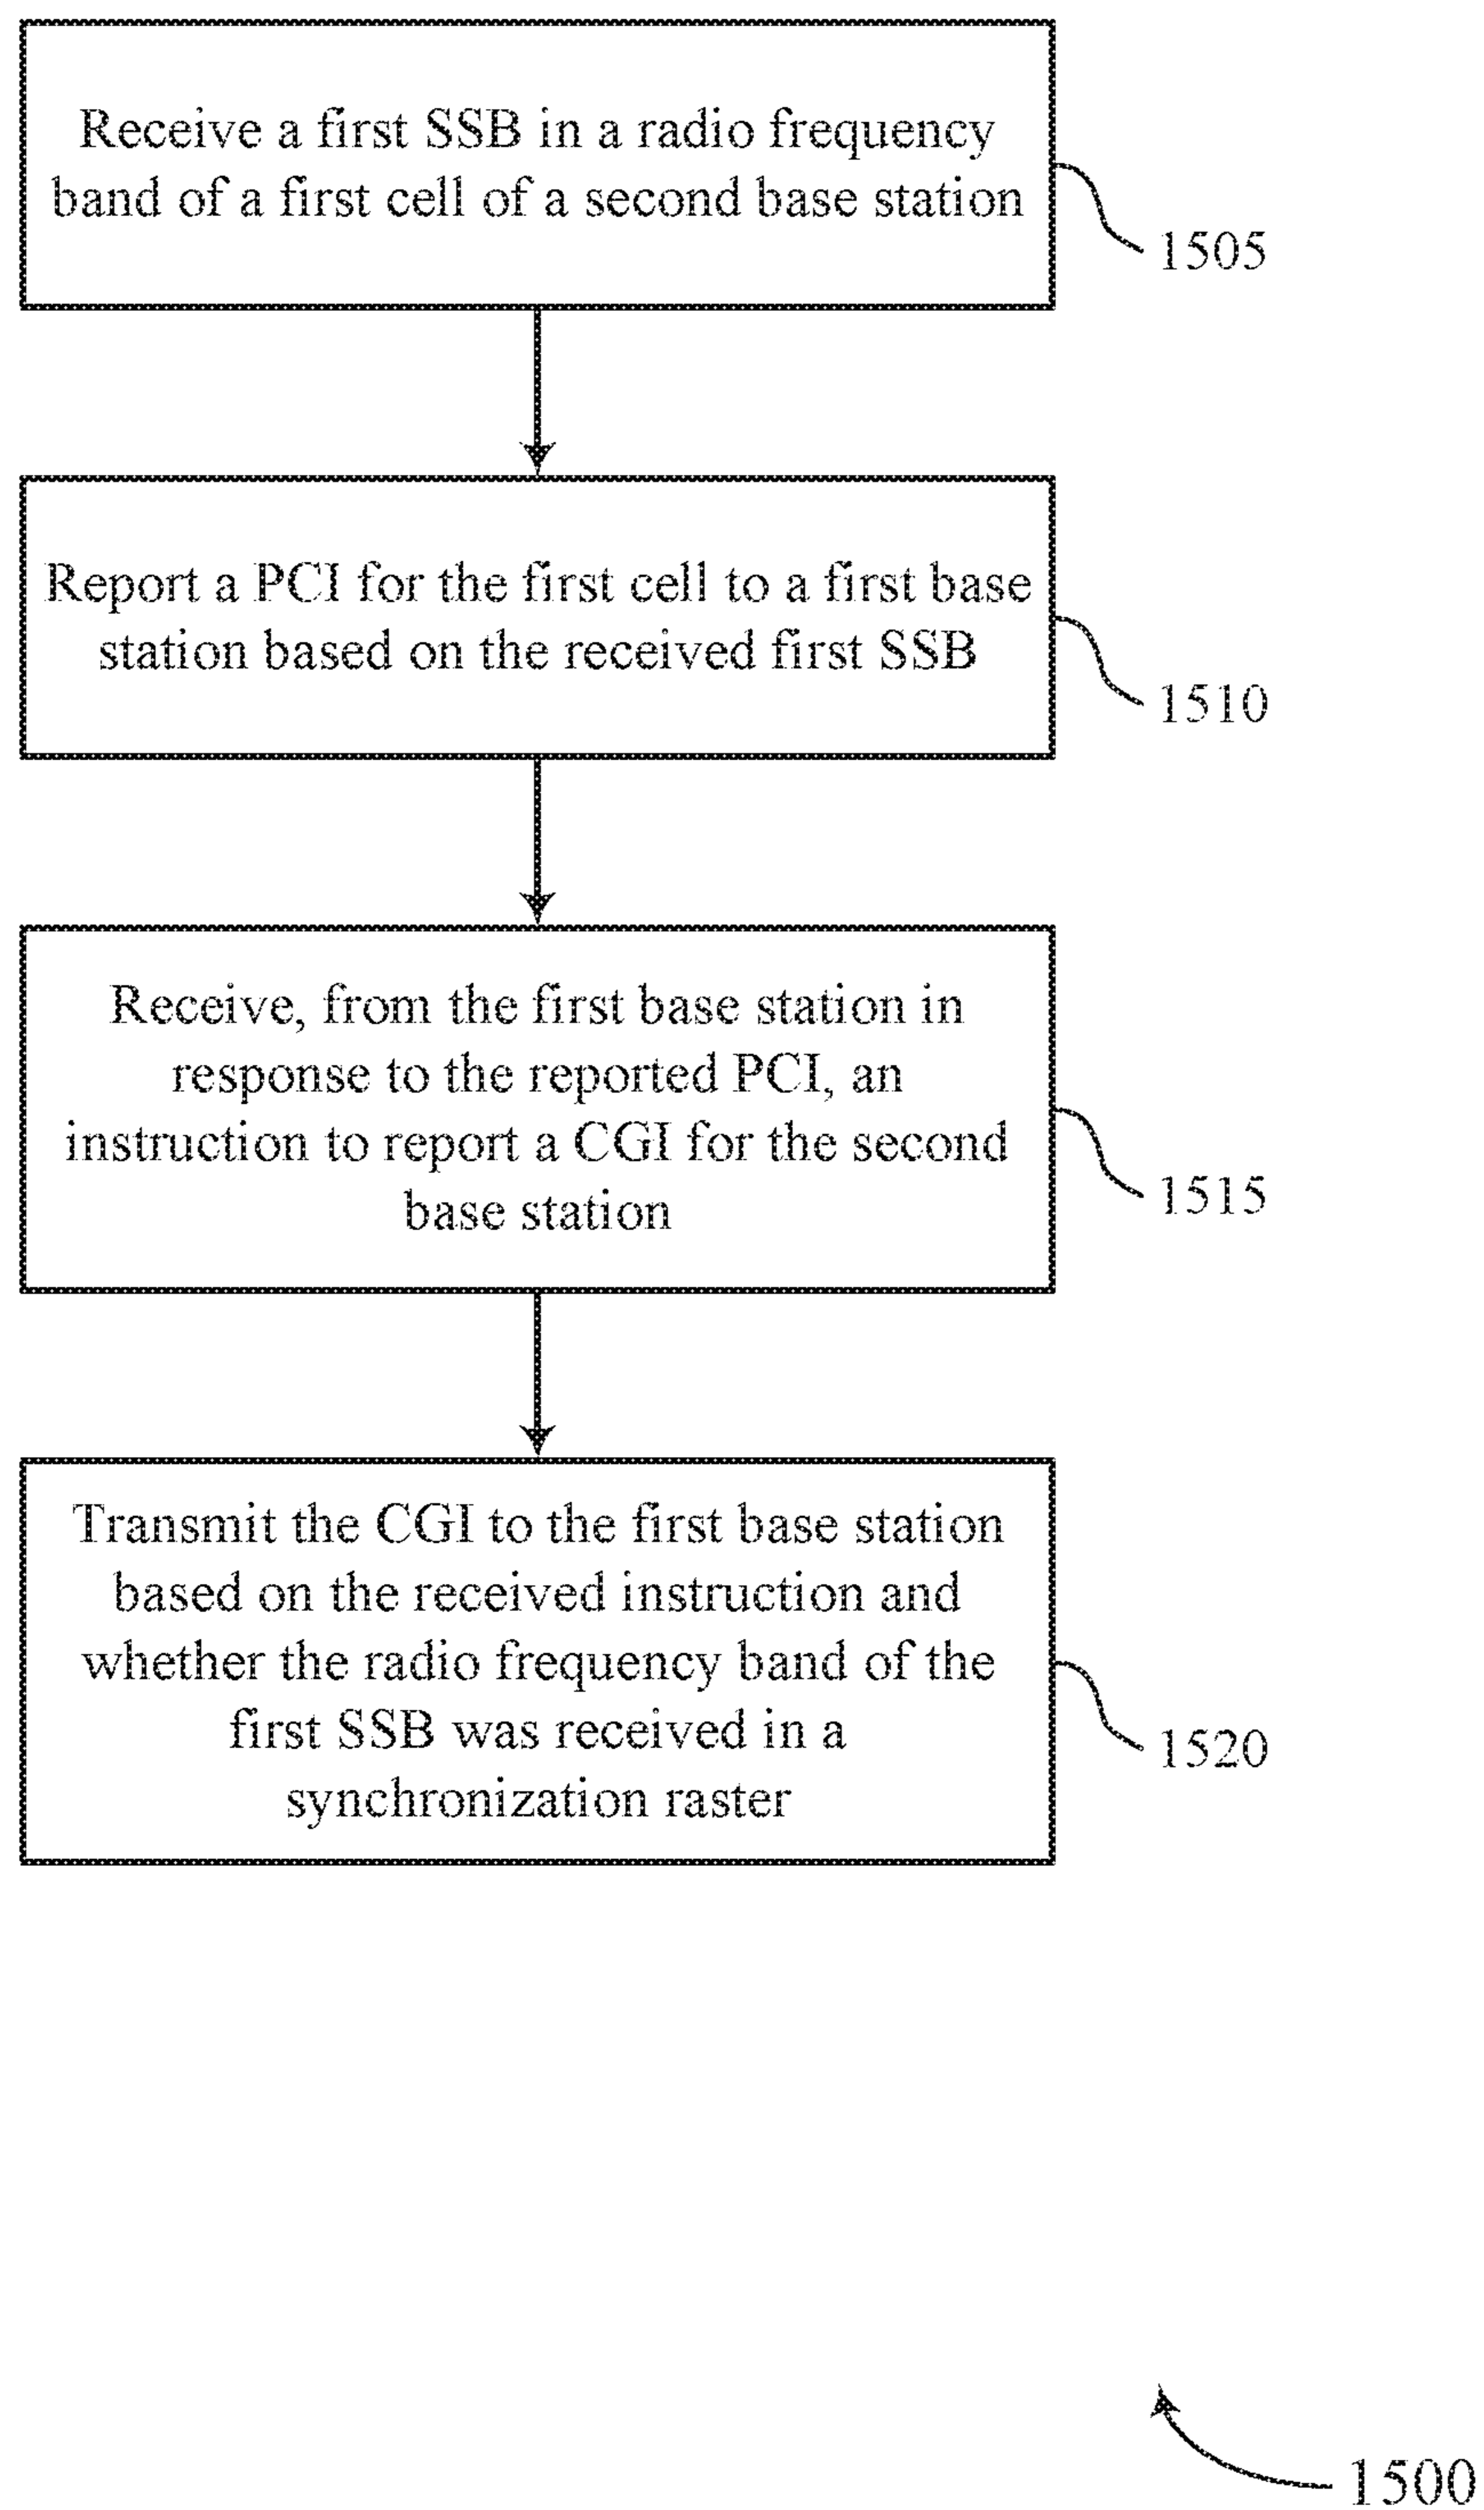 Receive a first SSB in a radio frequency
band of a first cell of a second base station
1505
Report a PCI for the first cell to a first base
station based on the received first SSB
1510
Receive, from the first base station in
response to the reported PCI, an
instruction to report a CGI for the second
base station
1515
Transmit the CGI to the first base station
based on the received instruction and
whether the radio frequency band of the
first SSB was received in a
synchronization raster
1520
1500